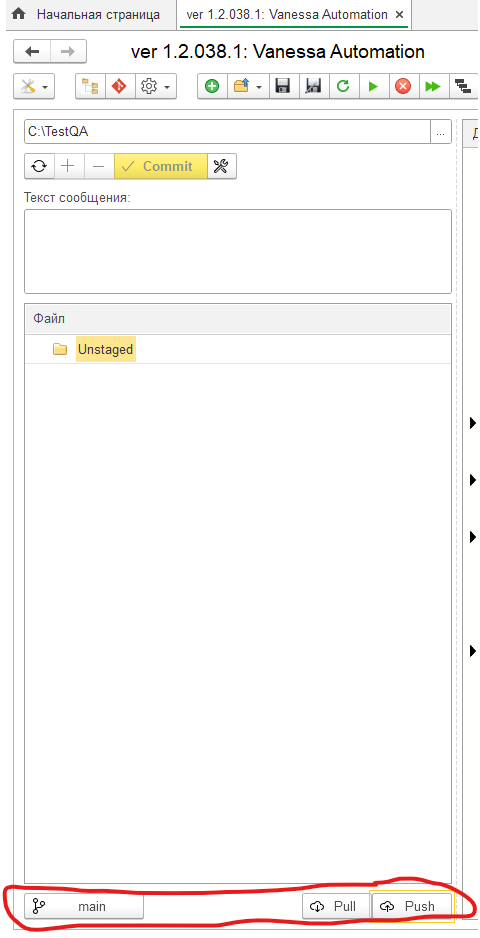 Начальная страница
ver 1.2.038.1: Vanessa Automation ×
ver 1.2.038.1: Vanessa Automation
C:\TestQA
...
Commit
Текст сообщения:
Файл
Unstaged
main
Pull
Push